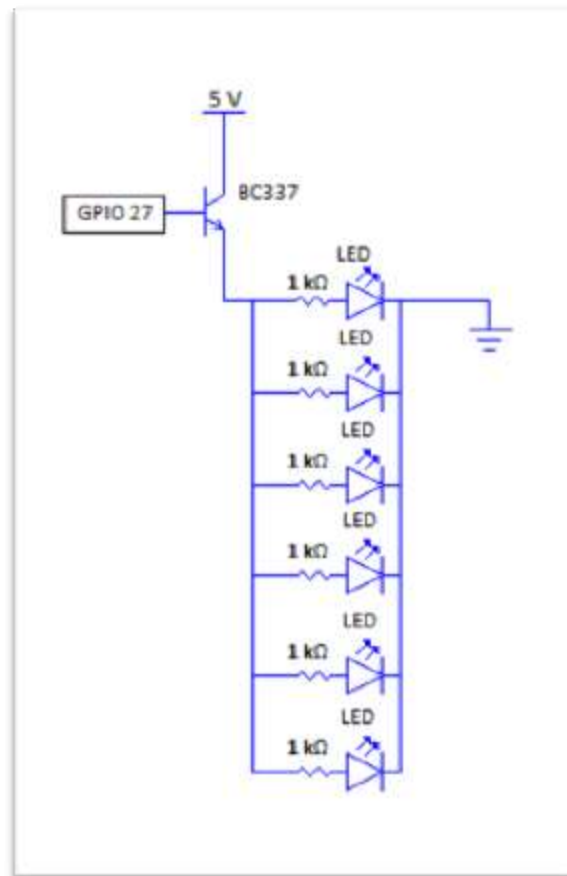 5 V
BC337
GPIO 27
LED
1 kΩ
LED
1 kΩ
LED
1 kΩ
LED
1 kΩ
LED
1 kΩ
LED
1 kΩ